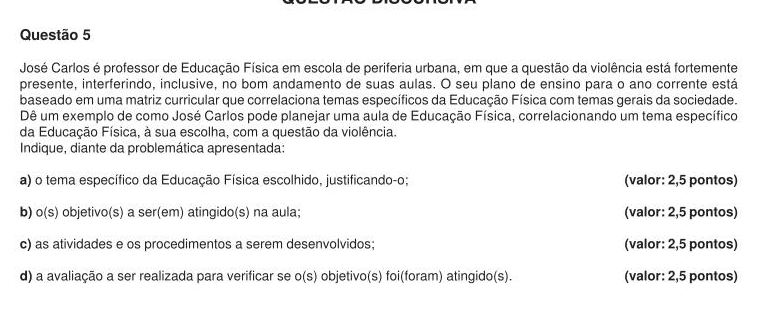 Questão 5
José Carlos é professor de Educação Física em escola de periferia urbana, em que a questão da violência está fortemente
presente, interferindo, inclusive, no bom andamento de suas aulas. O seu plano de ensino para o ano corrente está
baseado em uma matriz curricular que correlaciona temas específicos da Educação Física com temas gerais da sociedade.
Dê um exemplo de como José Carlos pode planejar uma aula de Educação Física, correlacionando um tema específico
da Educação Física, à sua escolha, com a questão da violência.
Indique, diante da problemática apresentada:
a) o tema específico da Educação Física escolhido, justificando-o; (valor: 2,5 pontos)
b) o(s) objetivo(s) a ser(em) atingido(s) na aula; (valor: 2,5 pontos)
c) as atividades e os procedimentos a serem desenvolvidos; (valor: 2,5 pontos)
d) a avaliação a ser realizada para verificar se o(s) objetivo(s) foi(foram) atingido(s). (valor: 2,5 pontos)